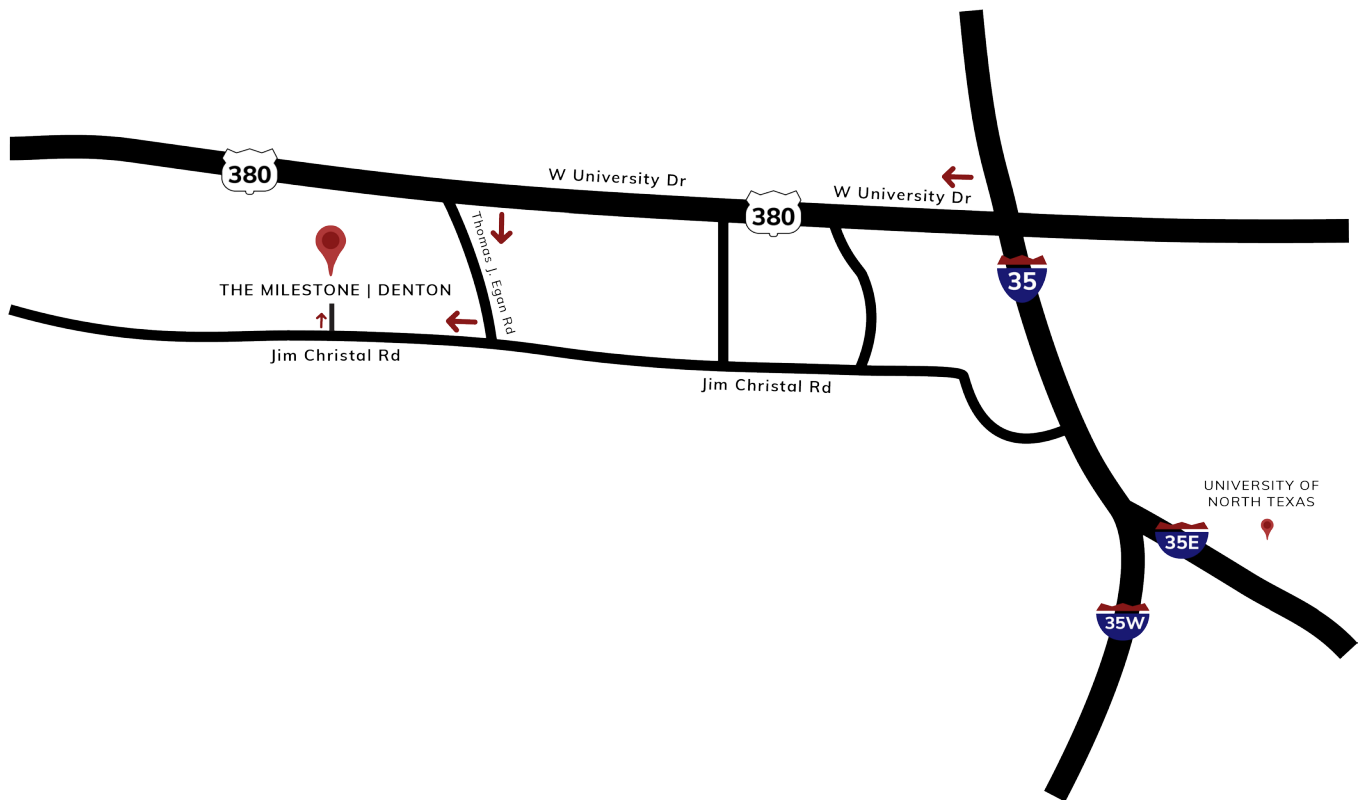 380
W University Dr
380
W University Dr
Thomas J. Egan Rd
35
THE MILESTONE | DENTON
Jim Christal Rd
Jim Christal Rd
UNIVERSITY OF
NORTH TEXAS
35E
35W